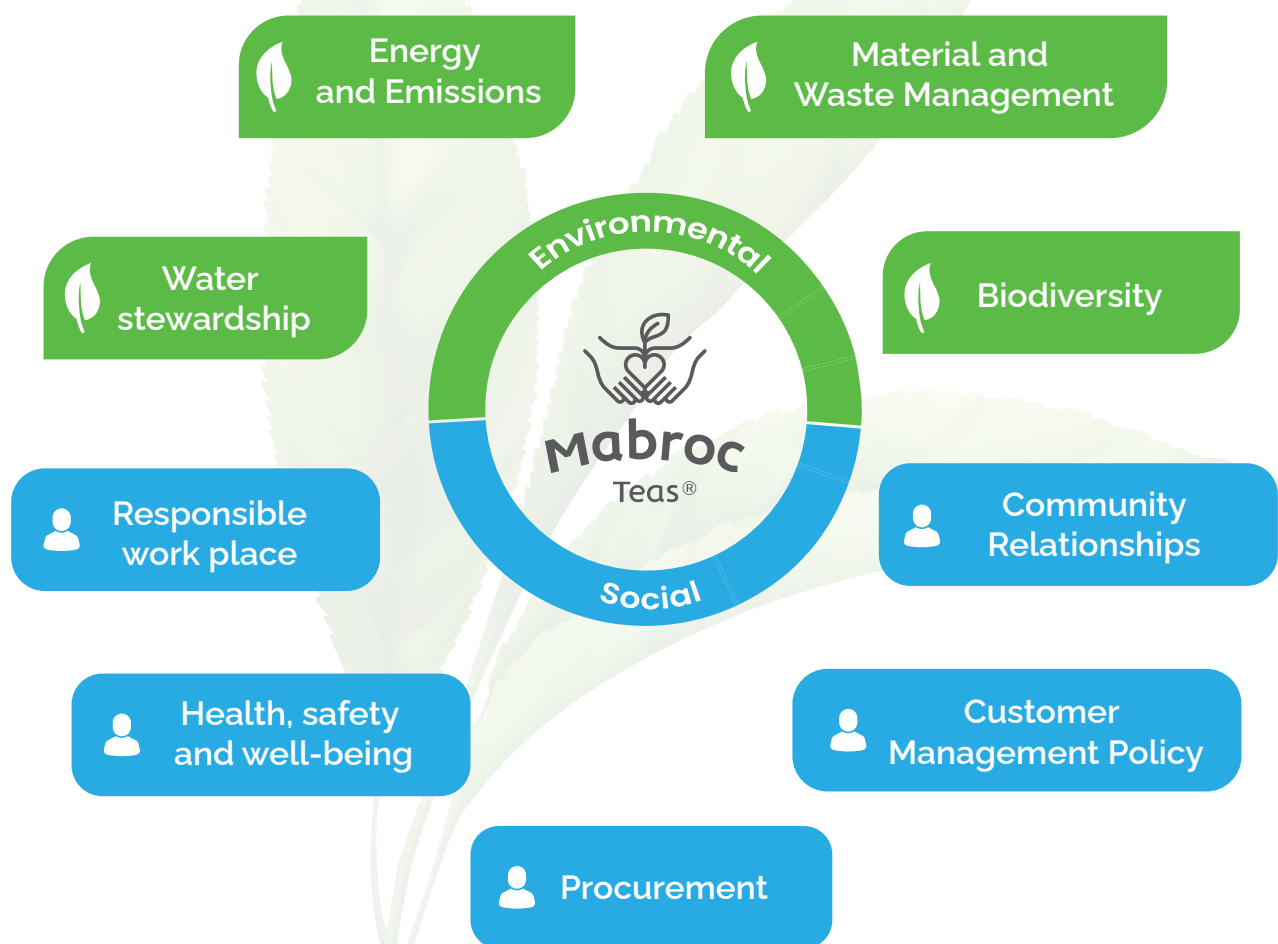 Energy
and Emissions
Material and
Waste Management
Environmental
Water
stewardship
Biodiversity
Mabroc
Teas®
Responsible
work place
Community
Relationships
Social
Health, safety
and well-being
Customer
Management Policy
Procurement